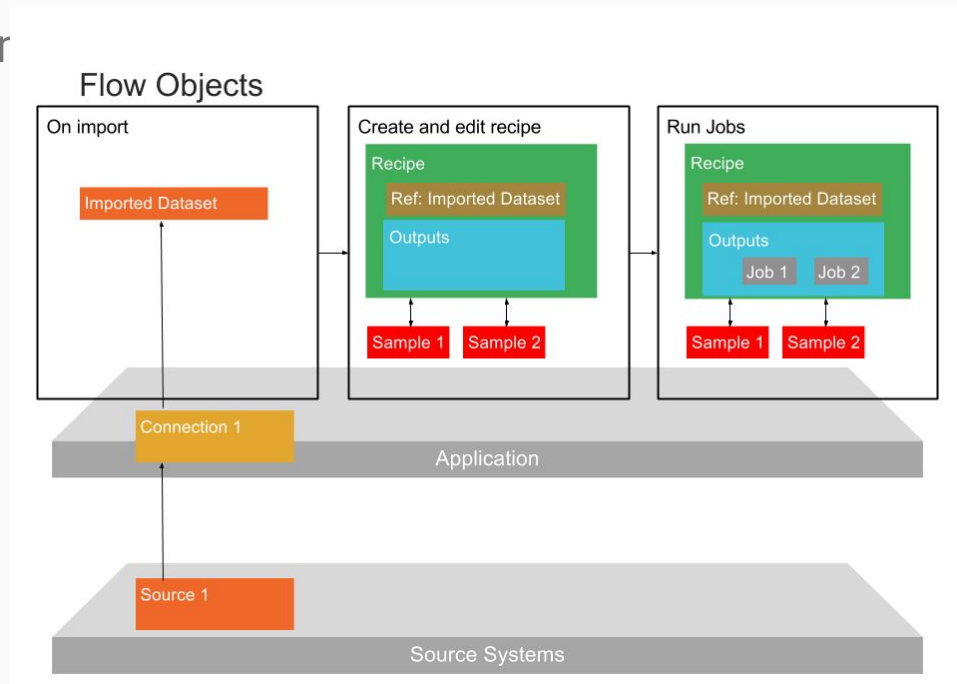 Flow Objects
On import
Imported Dataset
Create and edit recipe
Recipe
Ref: Imported Dataset
Outputs
Sample 1
Sample 2
Run Jobs
Recipe
Ref: Imported Dataset
Outputs
Job 1
Job 2
Sample 1
Sample 2
Connection 1
Application
Source 1
Source Systems